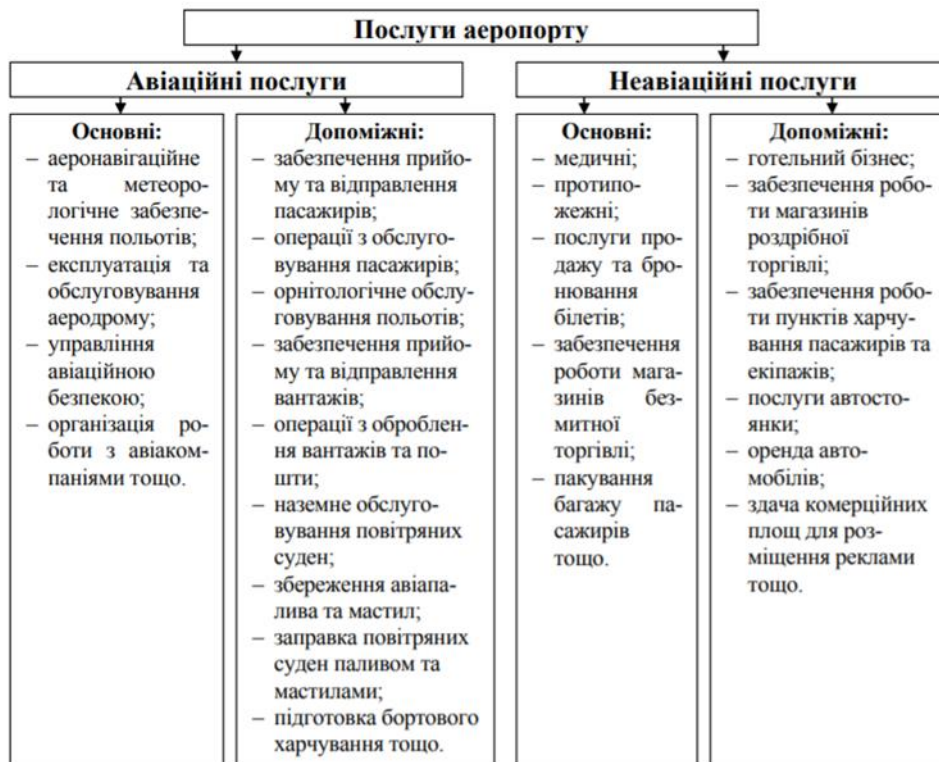 Послуги аеропорту
Авіаційні послуги
Неавіаційні послуги
Основні:
– аеронавігаційне
та метеоро-
логічне забезпе-
чення польотів;
– експлуатація та
обслуговування
аеродрому;
– управління
авіаційною
безпекою;
– організація ро-
боти з авіаком-
паніями тощо.
Допоміжні:
– забезпечення прийо-
му та відправлення
пасажирів;
– операції з обслуго-
вування пасажирів;
– орнітологічне обслу-
говування польотів;
– забезпечення прийо-
му та відправлення
вантажів;
– операції з оброблен-
ня вантажів та по-
шти;
– наземне обслуго-
вування повітряних
суден;
– збереження авіапа-
лива та мастил;
– заправка повітряних
суден паливом та
мастилами;
– підготовка бортового
харчування тощо.
Основні:
– медичні;
– протипо-
жежні;
– послуги про-
дажу та бро-
нювання
білетів;
– забезпечення
роботи мага-
зинів без-
митної
торгівлі;
– пакування
багажу па-
сажирів
тощо.
Допоміжні:
– готельний бізнес;
– забезпечення робо-
ти магазинів
роздрібної
торгівлі;
– забезпечення робо-
ти пунктів харчу-
вання пасажирів та
екіпажів;
– послуги автосто-
янки;
– оренда авто-
мобілів;
– здача комерційних
площ для роз-
міщення реклами
тощо.